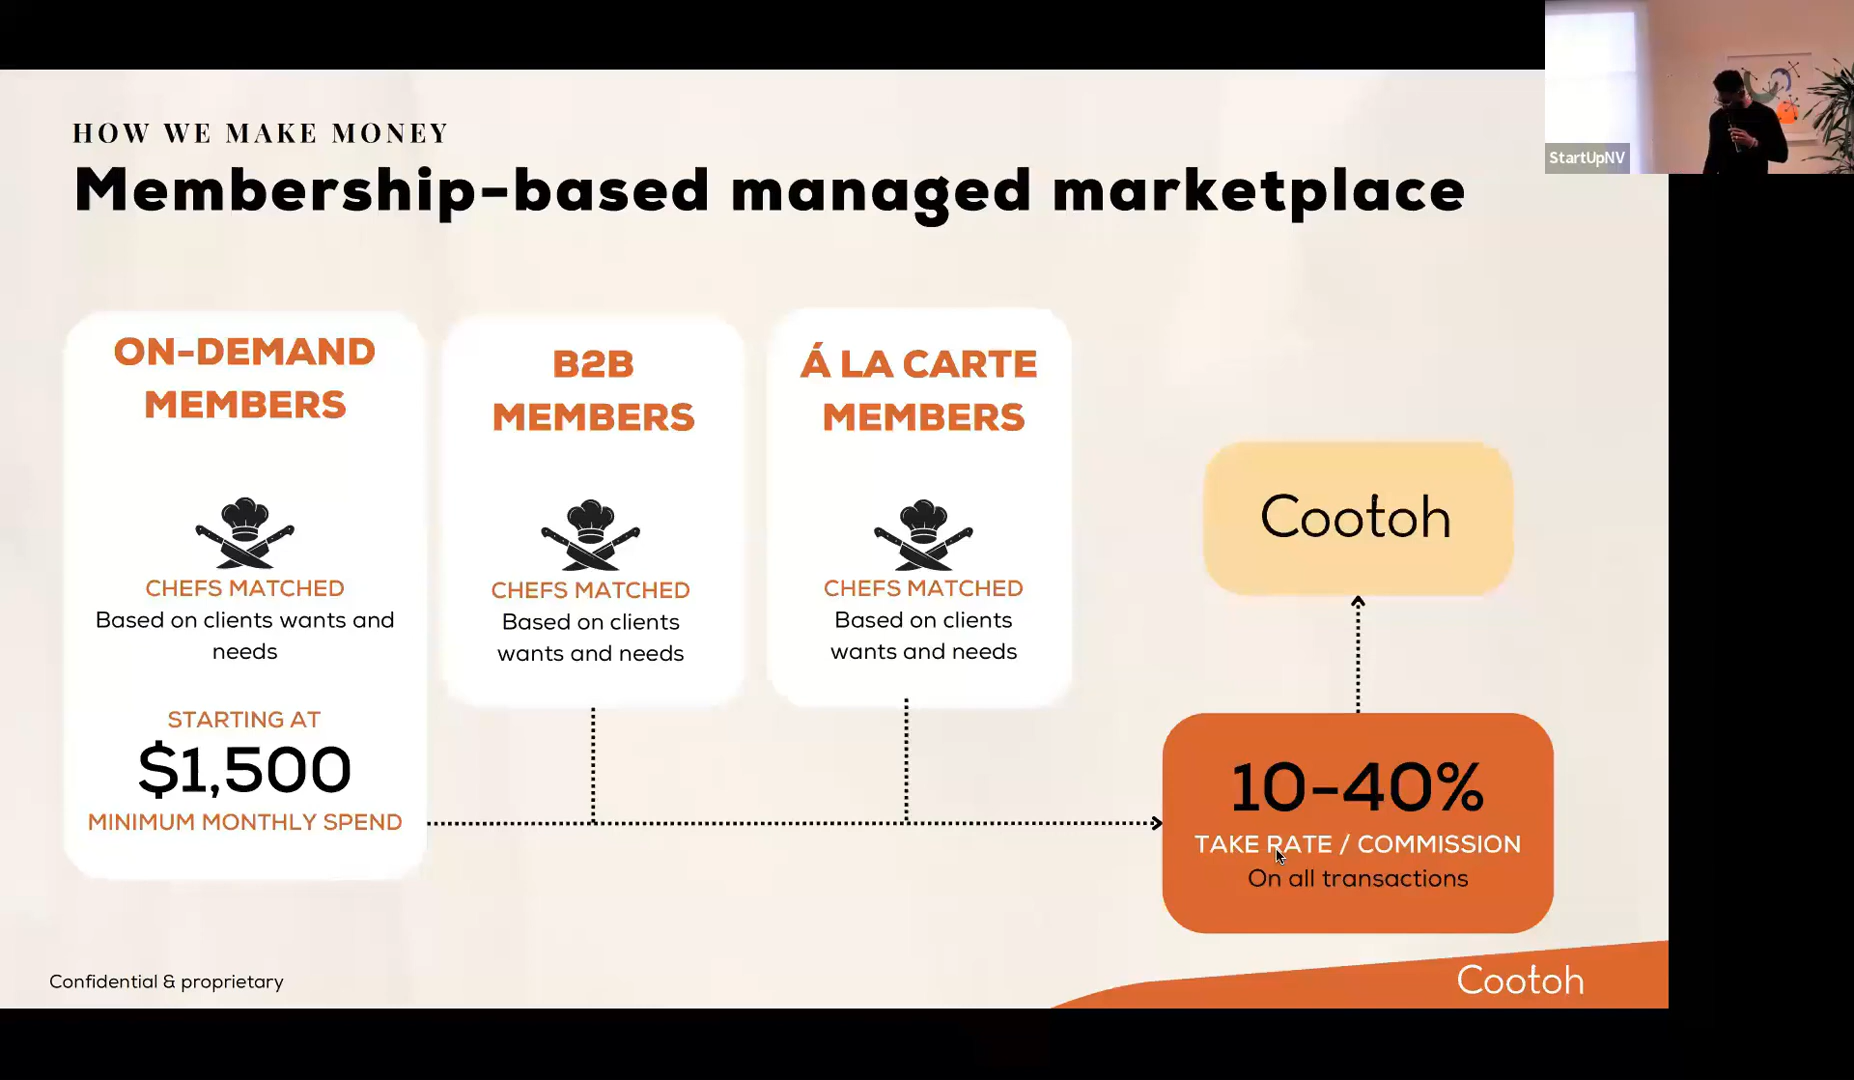 HOW WE MAKE MONEY
Membership-based managed marketplace
StartUpNV
ON-DEMAND
MEMBERS
CHEFS MATCHED
Based on clients wants and
needs
STARTING AT
$1,500
MINIMUM MONTHLY SPEND
B2B
MEMBERS
CHEFS MATCHED
Based on clients
wants and needs
Á LA CARTE
MEMBERS
CHEFS MATCHED
Based on clients
wants and needs
Cootoh
10-40%
TAKE RATE / COMMISSION
On all transactions
Confidential & proprietary
Cootoh